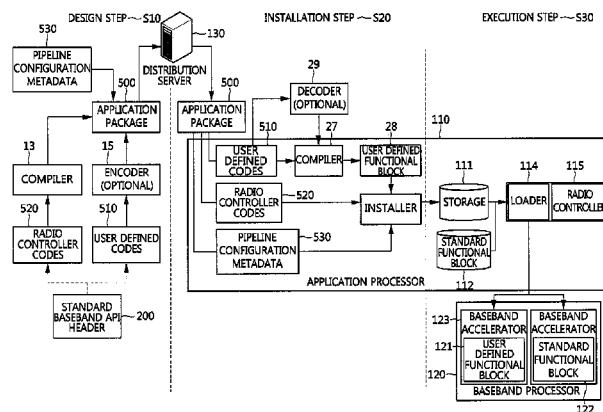 DESIGN STEP ~ S10
INSTALLATION STEP ~ S20
EXECUTION STEP ~ S30
530
PIPELINE
CONFIGURATION
METADATA
500
APPLICATION
PACKAGE
13
COMPILER
15
ENCODER
(OPTIONAL)
520
RADIO
CONTROLLER
CODES
510
USER DEFINED
CODES
STANDARD
BASEBAND API
HEADER
200
130
DISTRIBUTION
SERVER
500
APPLICATION
PACKAGE
29
DECODER
(OPTIONAL)
510
USER
DEFINED
CODES
27
COMPILER
28
USER DEFINED
FUNCTIONAL
BLOCK
110
RADIO
CONTROLLER
CODES
520
INSTALLER
PIPELINE
CONFIGURATION
METADATA
530
111
STORAGE
114
LOADER
115
RADIO
CONTROLLER
STANDARD
FUNCTIONAL
BLOCK
112
APPLICATION PROCESSOR
123
BASEBAND
ACCELERATOR
121
USER
DEFINED
FUNCTIONAL
BLOCK
120
BASEBAND
ACCELERATOR
STANDARD
FUNCTIONAL
BLOCK
BASEBAND PROCESSOR
122